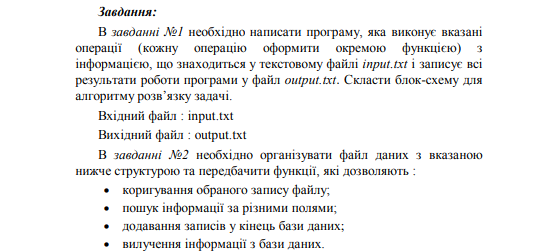 Завдання:
В завданні №1 необхідно написати програму, яка виконує вказані
операції (кожну операцію оформити окремою функцією) з
інформацією, що знаходиться у текстовому файлі input.txt і записує всі
результати роботи програми у файл output.txt. Скласти блок-схему для
алгоритму розв’язку задачі.
Вхідний файл : input.txt
Вихідний файл : output.txt
В завданні №2 необхідно організувати файл даних з вказаною
нижче структурою та передбачити функції, які дозволяють :
• коригування обраного запису файлу;
• пошук інформації за різними полями;
• додавання записів у кінець бази даних;
• вилучення інформації з бази даних.